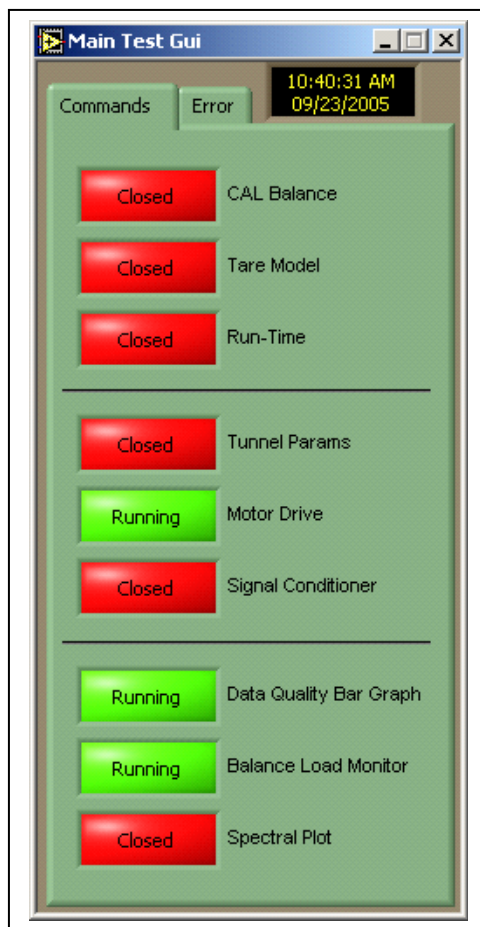 Main Test Gui
10:40:31 AM
09/23/2005
Commands Error
Closed CAL Balance
Closed Tare Model
Closed Run-Time
Closed Tunnel Params
Running Motor Drive
Closed Signal Conditioner
Running Data Quality Bar Graph
Running Balance Load Monitor
Closed Spectral Plot